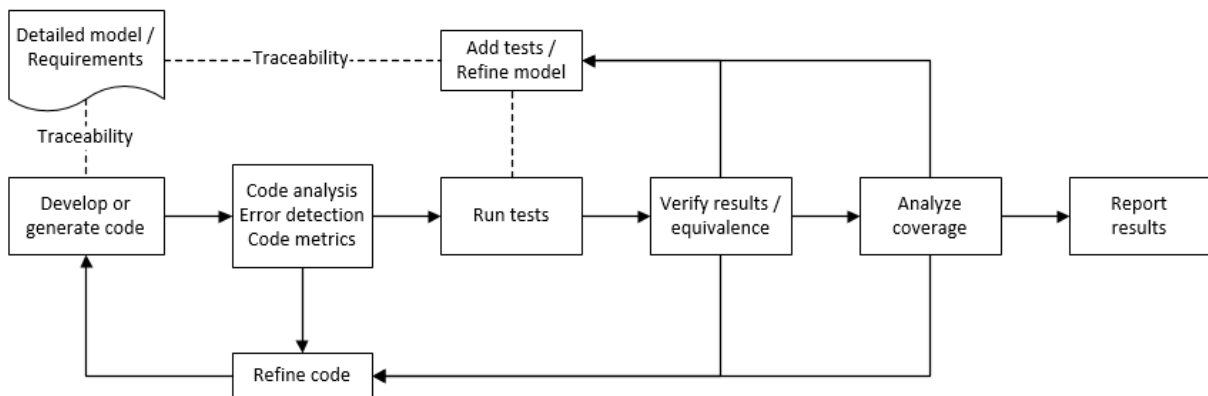 Detailed model /
Requirements
Traceability
Add tests /
Refine model
Traceability
Develop or
generate code
Code analysis
Error detection
Code metrics
Run tests
Verify results /
equivalence
Analyze
coverage
Report
results
Refine code